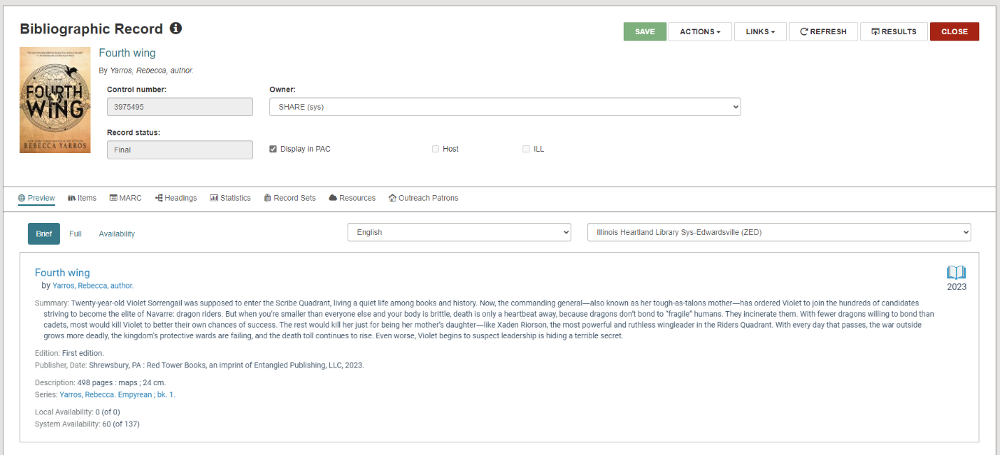 Bibliographic Record
SAVE
ACTIONS
LINKS
REFRESH
RESULTS
CLOSE
FOURTH
WING
REBECCA YARROS
Fourth wing
By Yarros, Rebecca, author.
Control number:
Owner:
3975495
SHARE (sys)
Record status:
Final
Display in PAC
Host
ILL
Preview
Items
MARC
Headings
Statistics
Record Sets
Resources
Outreach Patrons
Brief
Full
Availability
English
Illinois Heartland Library Sys-Edwardsville (ZED)
Fourth wing
by Yarros, Rebecca, author.
2023
Summary: Twenty-year-old Violet Sorrengail was supposed to enter the Scribe Quadrant, living a quiet life among books and history. Now, the commanding general—also known as her tough-as-talons mother—has ordered Violet to join the hundreds of candidates
striving to become the elite of Navarre: dragon riders. But when you're smaller than everyone else and your body is brittle, death is only a heartbeat away, because dragons don't bond to “fragile” humans. They incinerate them. With fewer dragons willing to bond than
cadets, most would kill Violet to better their own chances of success. The rest would kill her just for being her mother's daughter—like Xaden Riorson, the most powerful and ruthless wingleader in the Riders Quadrant. With every day that passes, the war outside
grows more deadly, the kingdom's protective wards are failing, and the death toll continues to rise. Even worse, Violet begins to suspect leadership is hiding a terrible secret.
Edition: First edition.
Publisher, Date: Shrewsbury, PA : Red Tower Books, an imprint of Entangled Publishing, LLC, 2023.
Description: 498 pages : maps ; 24 cm.
Series: Yarros, Rebecca. Empyrean ; bk. 1.
Local Availability: 0 (of 0)
System Availability: 60 (of 137)